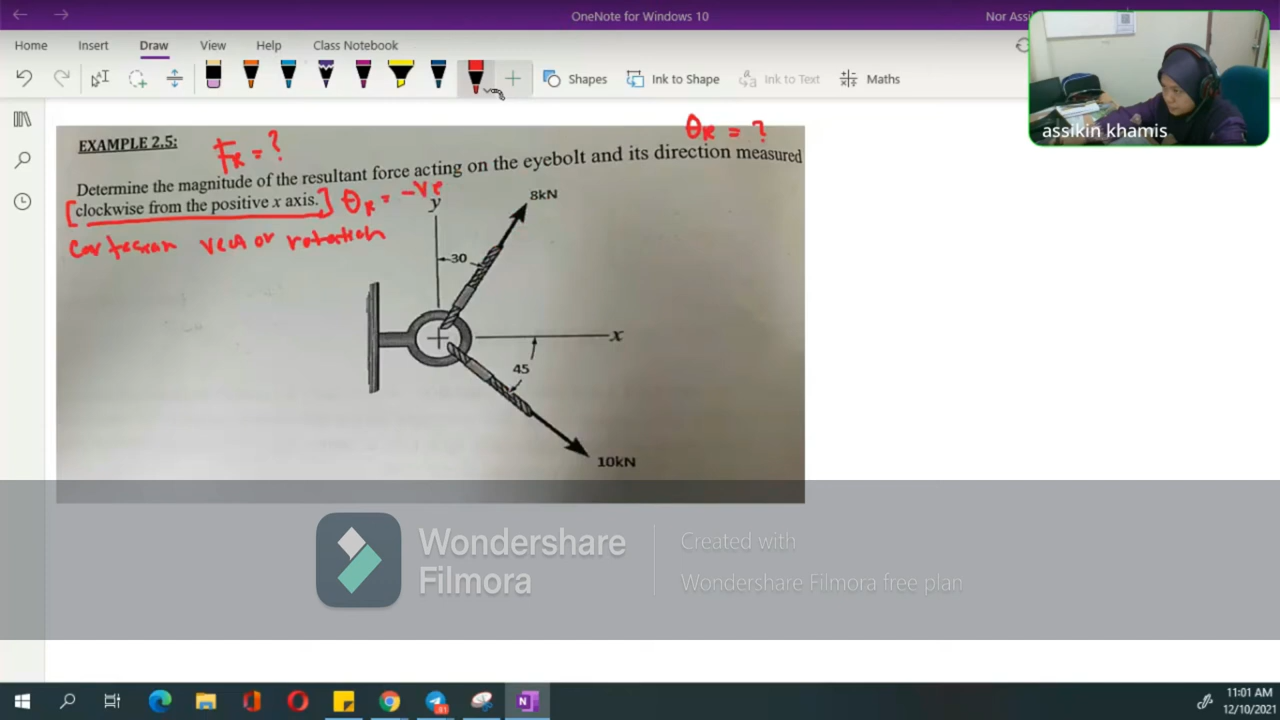 OneNote for Windows 10
Nor Assi
Home Insert Draw View Help Class Notebook
Shapes Ink to Shape Ink to Text Maths
assikin khamis
EXAMPLE 2.5:
FR = ?
θR = ?
Determine the magnitude of the resultant force acting on the eyebolt and its direction measured
[clockwise from the positive x axis.] θR = -ve
Cartesian vector notation
y
8kN
30
x
45
10kN
Wondershare
Filmora
Created with
Wondershare Filmora free plan
81
N
11:01 AM
12/10/2021